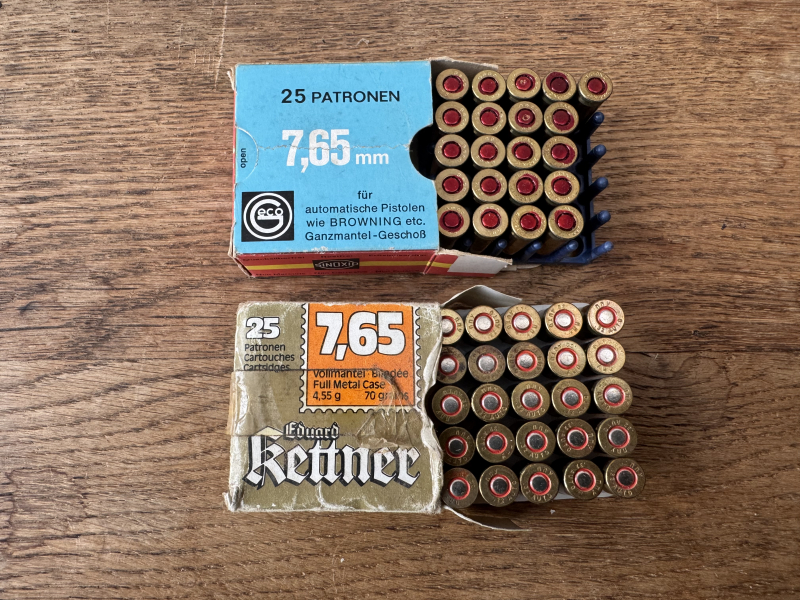 25 PATRONEN
7,65 mm
open
Geco
für
automatische Pistolen
wie BROWNING etc.
Ganzmantel-Geschoß
SINOXID
25
Patronen
Cartouches
Cartridges
7,65
Vollmantel · Blindée
Full Metal Case
4,55 g 70 grains
Eduard
Kettner